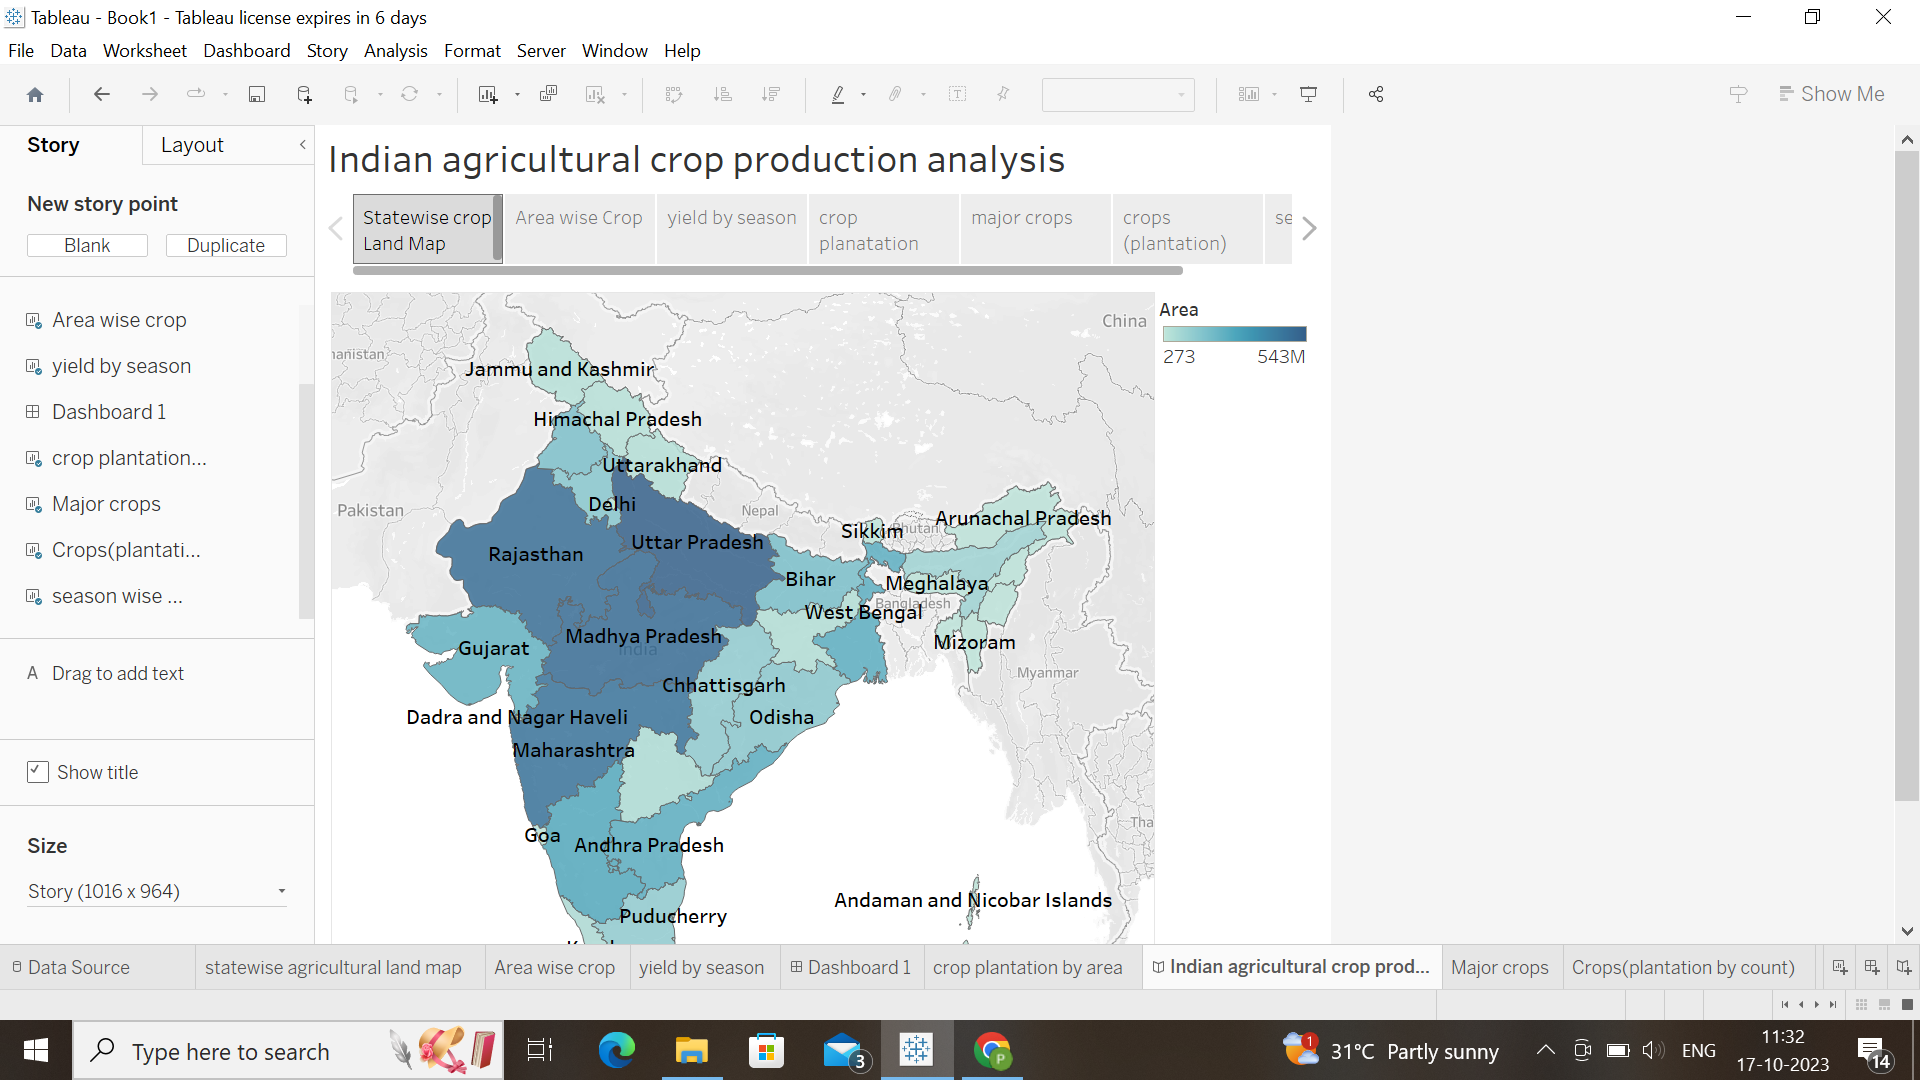 Tableau - Book1 - Tableau license expires in 6 days
File Data Worksheet Dashboard Story Analysis Format Server Window Help
Show Me
Story Layout
New story point
Blank Duplicate
Area wise crop
yield by season
Dashboard 1
crop plantation...
Major crops
Crops(plantati...
season wise ...
A Drag to add text
Show title
Size
Story (1016 x 964)
Indian agricultural crop production analysis
Statewise crop Area wise Crop yield by season crop major crops crops se
Land Map planatation (plantation)
Area
273 543M
China
hanistan
Jammu and Kashmir
Himachal Pradesh
Uttarakhand
Delhi
Pakistan
Nepal
Sikkim
Bhutan
Arunachal Pradesh
Rajasthan
Uttar Pradesh
Bihar
Meghalaya
Bangladesh
West Bengal
Madhya Pradesh
India
Gujarat
Mizoram
Myanmar
Chhattisgarh
Dadra and Nagar Haveli
Odisha
Maharashtra
Tha
Goa
Andhra Pradesh
Andaman and Nicobar Islands
Puducherry
Data Source statewise agricultural land map Area wise crop yield by season Dashboard 1 crop plantation by area Indian agricultural crop prod... Major crops Crops(plantation by count)
Type here to search
3
P
1
31°C Partly sunny
ENG
11:32
17-10-2023
14